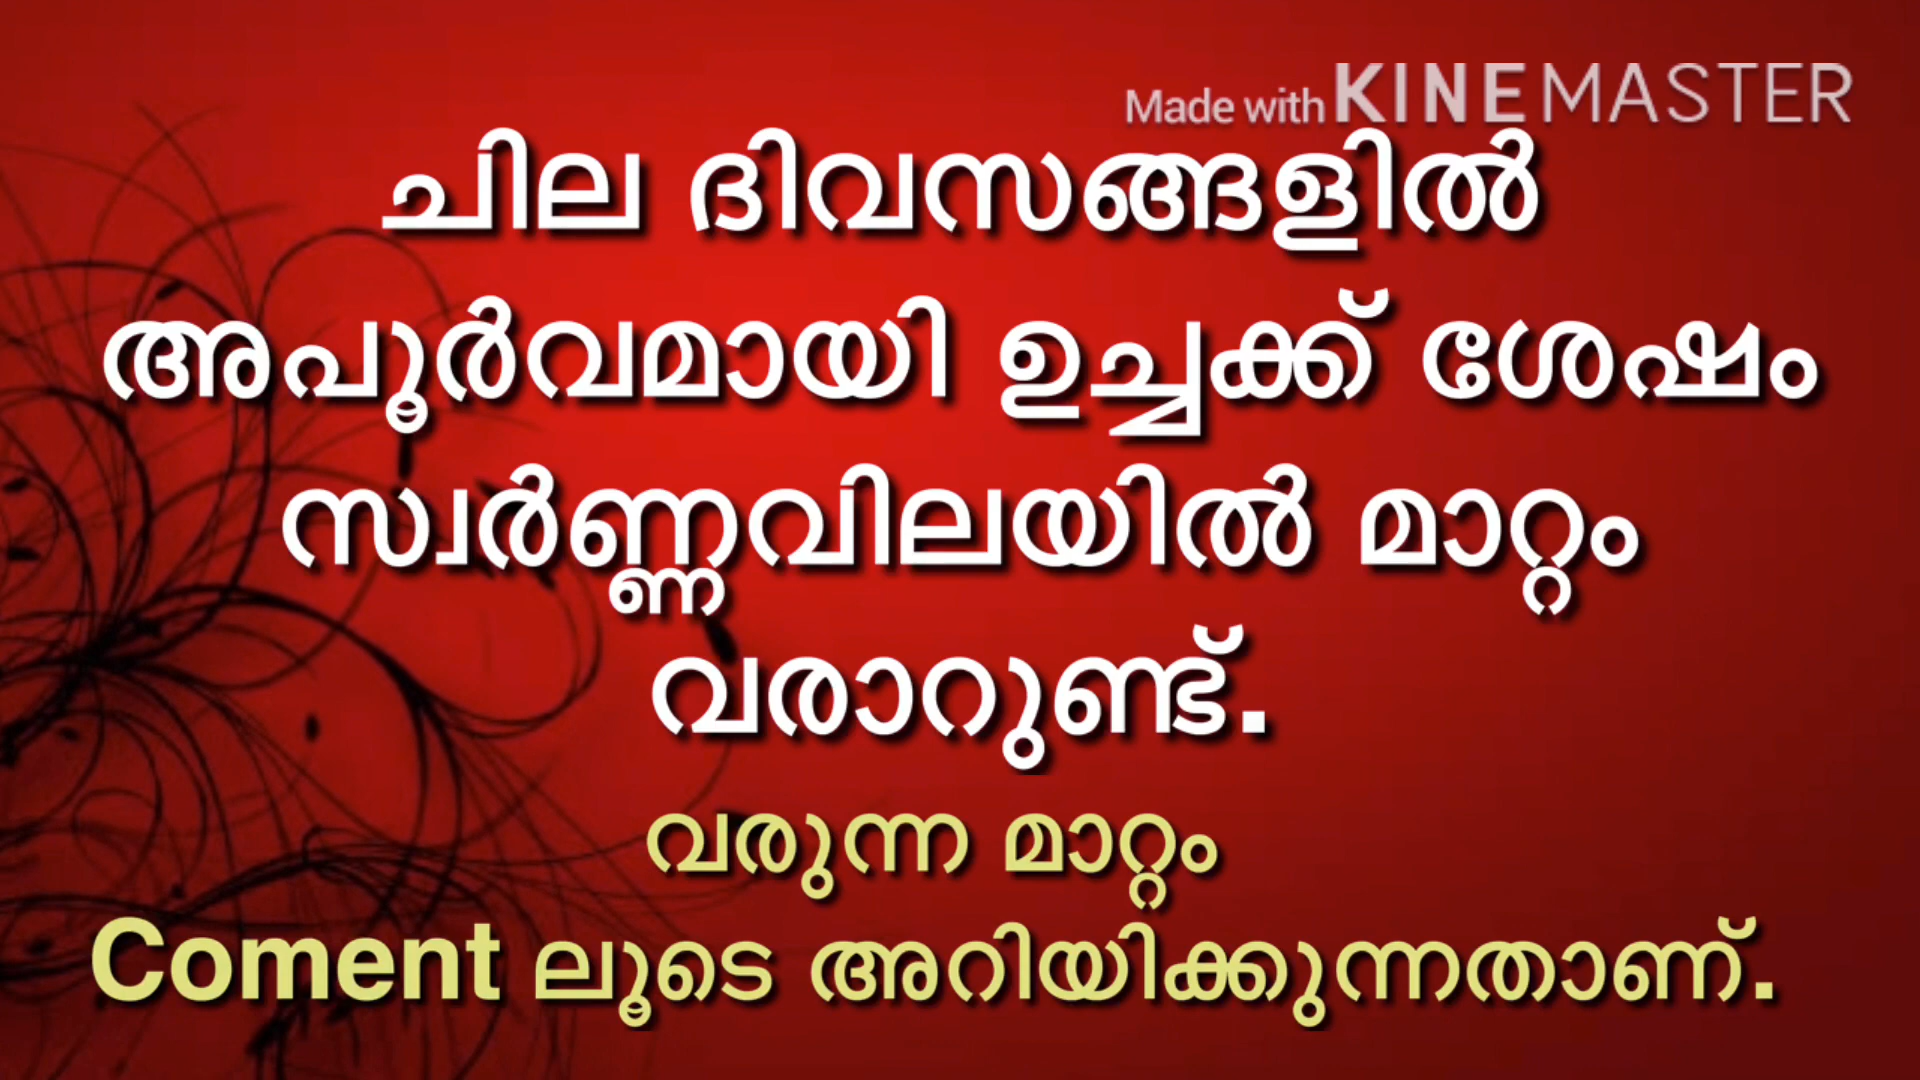 Made with KINEMASTER
ചില ദിവസങ്ങളിൽ
അപൂർവമായി ഉച്ചക്ക് ശേഷം
സ്വർണ്ണവിലയിൽ മാറ്റം
വരാറുണ്ട്.
വരുന്ന മാറ്റം
Coment ലൂടെ അറിയിക്കുന്നതാണ്.